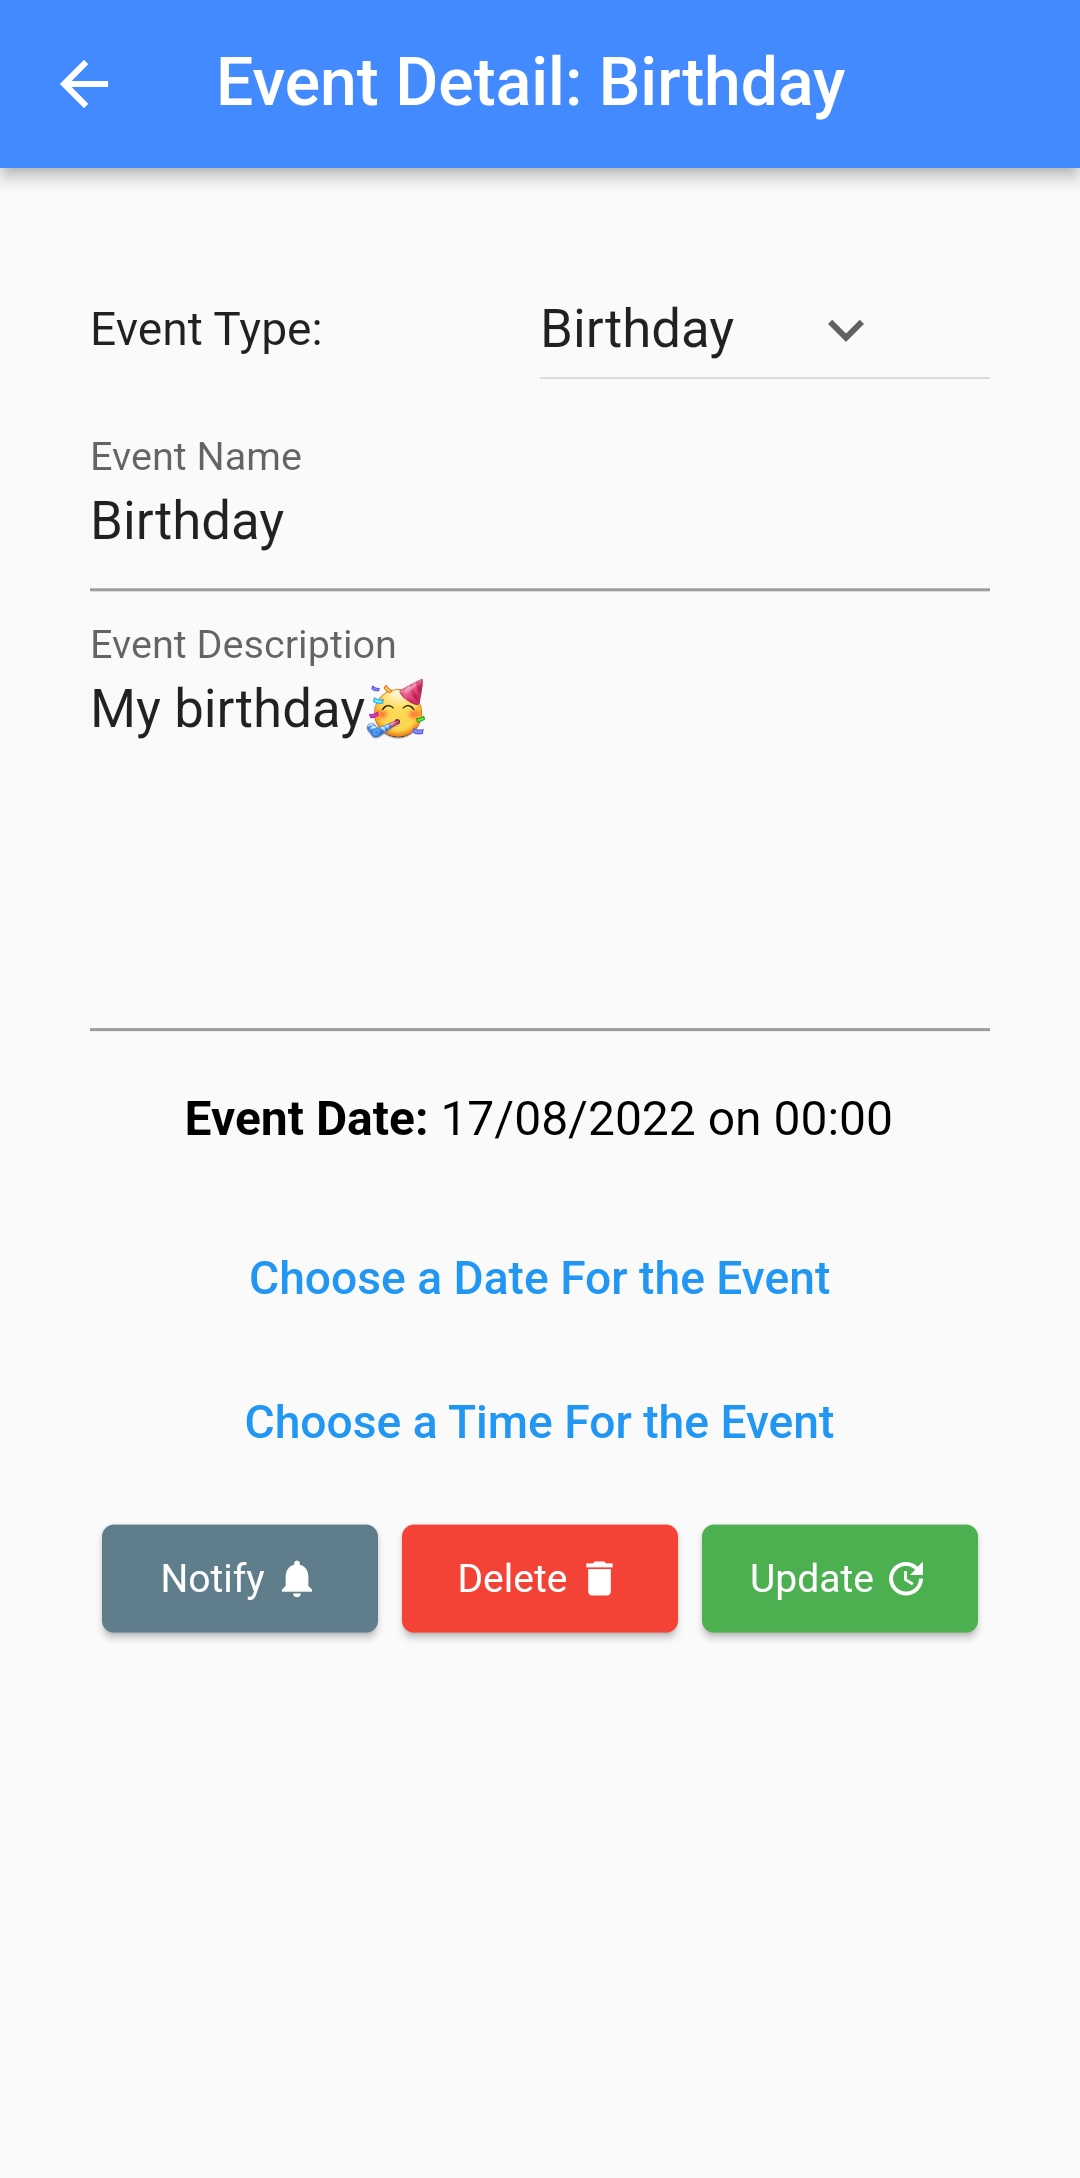 Event Detail: Birthday
Event Type: Birthday
Event Name
Birthday
Event Description
My birthday🥳
Event Date: 17/08/2022 on 00:00
Choose a Date For the Event
Choose a Time For the Event
Notify Delete Update